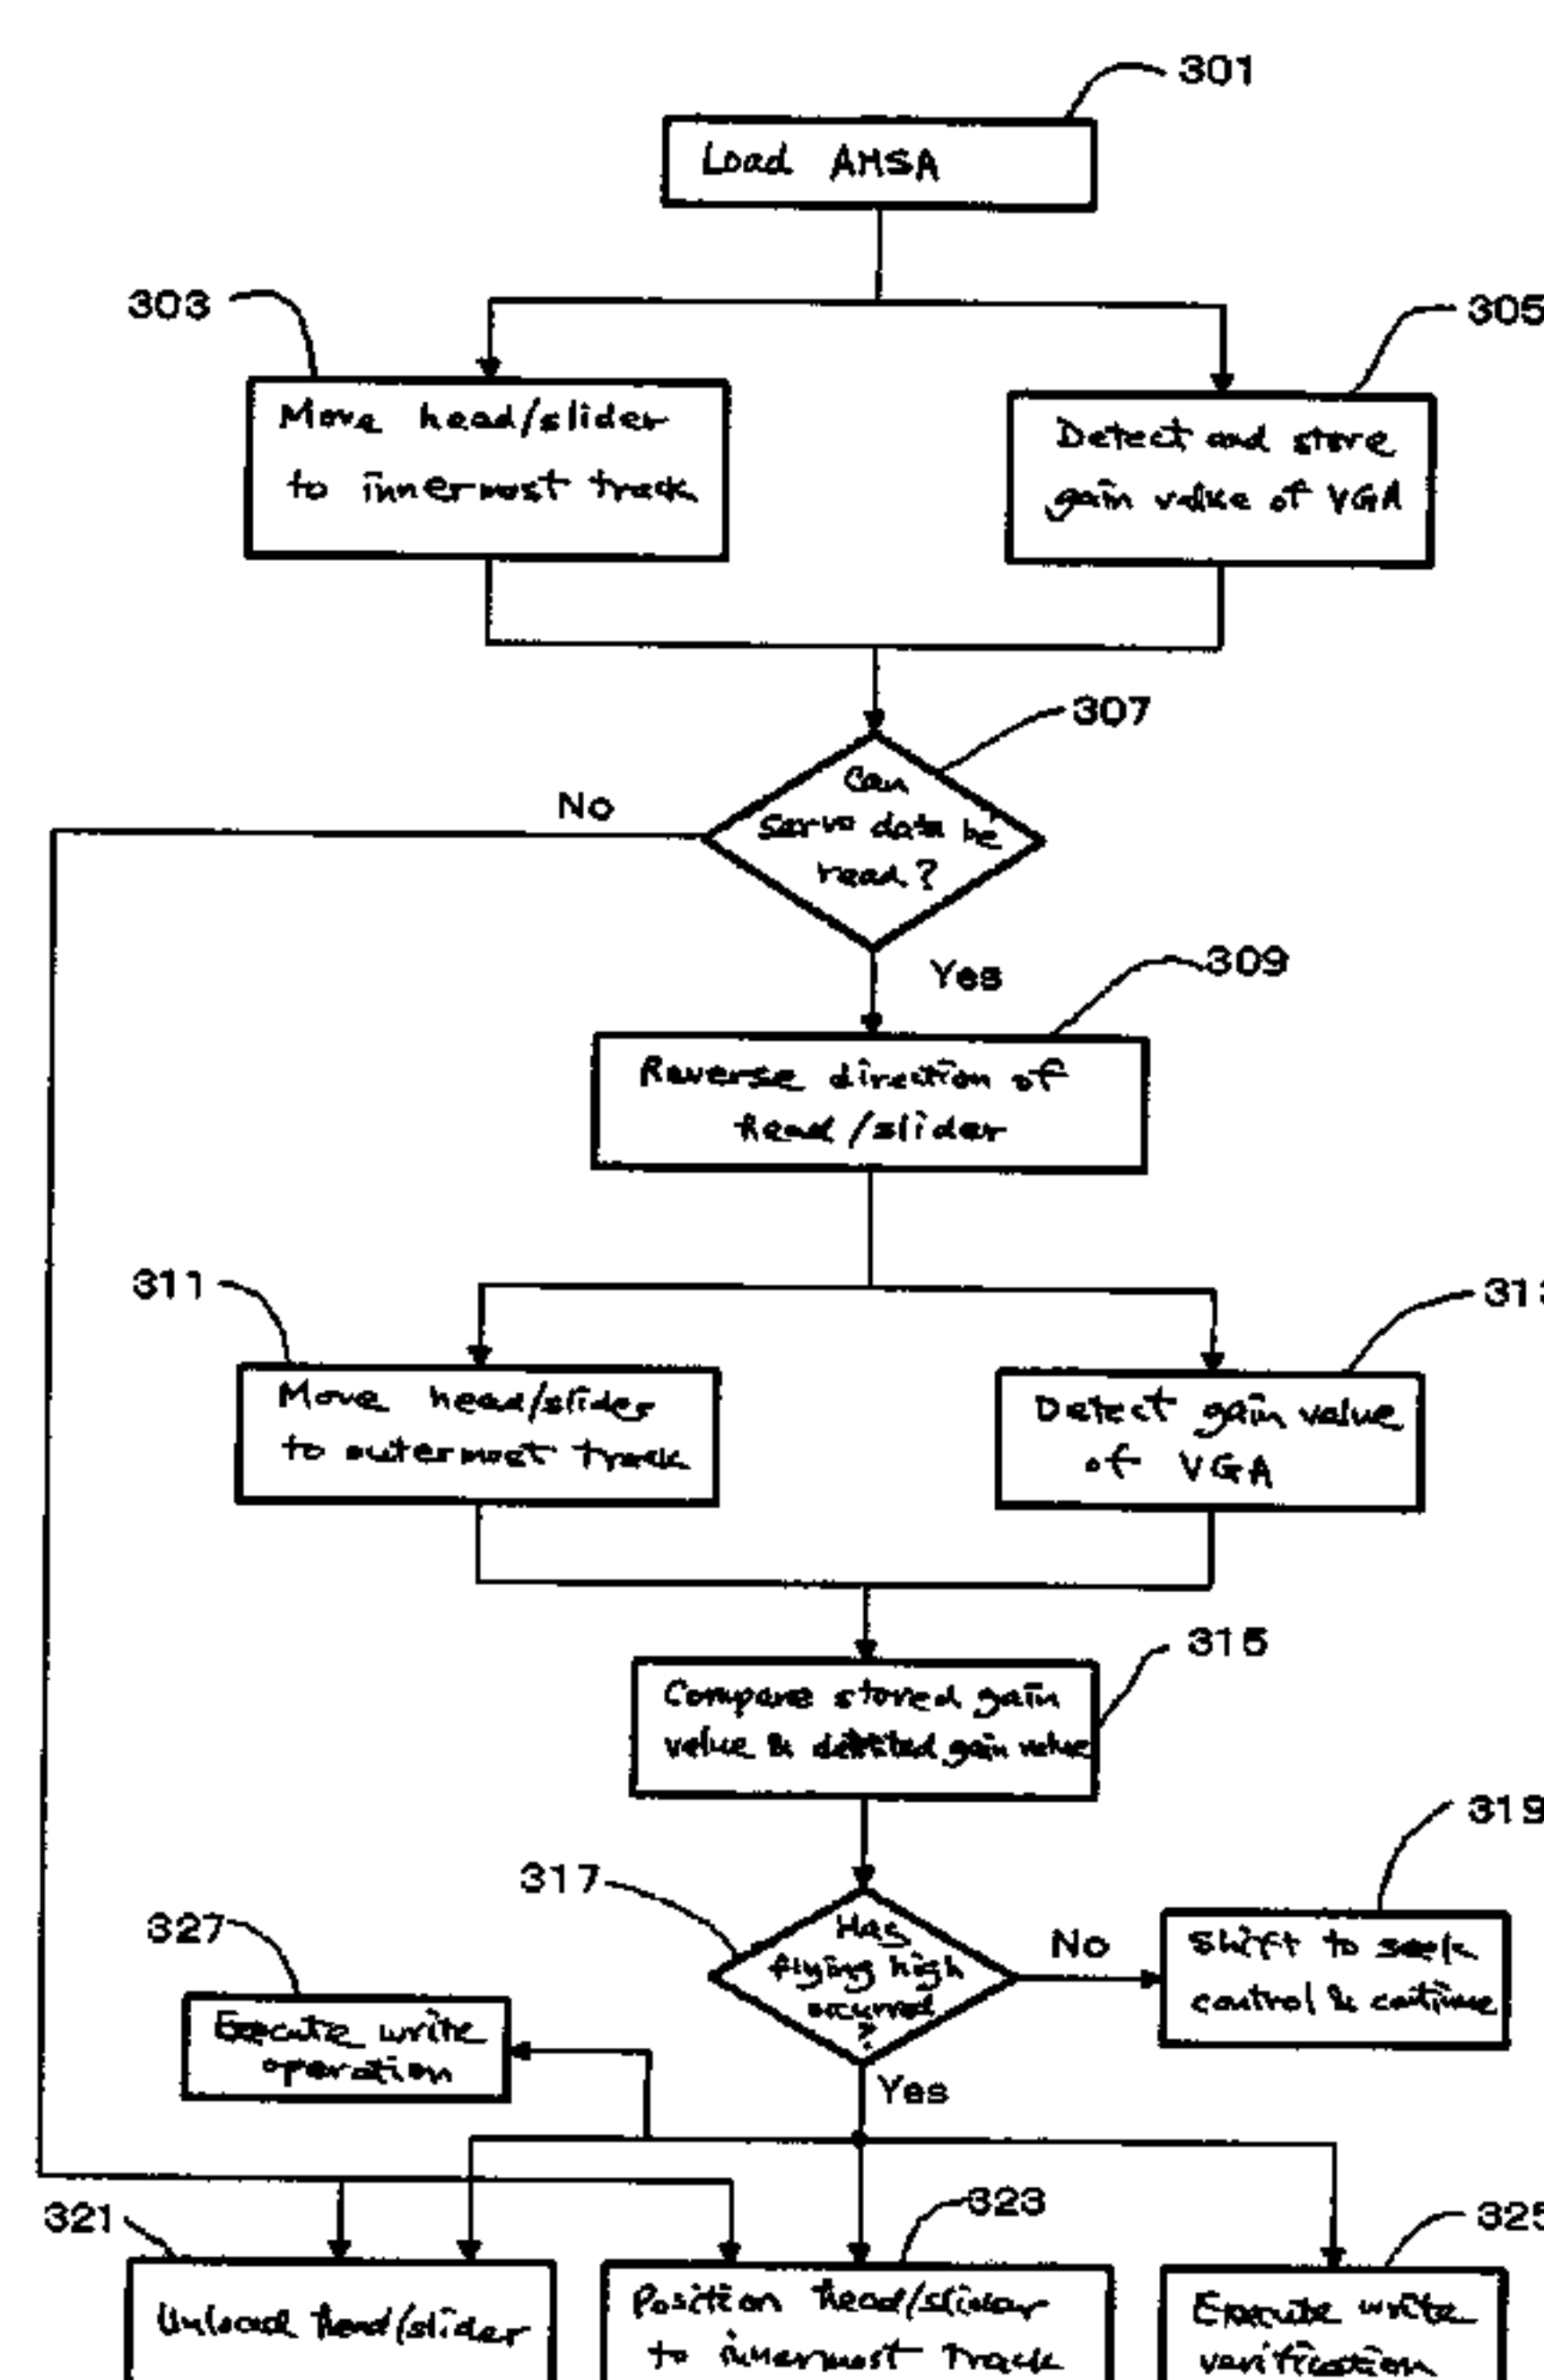 301
Load AHSA
303
305
Move head/slider
to innermost track
Detect and store
gain value of VGA
307
Can
servo data be
read?
No
Yes
309
Reverse direction of
head/slider
311
Move head/slider
to outermost track
Detect gain value
of VGA
315
Compare stored gain
value & detected gain value
317
Has
flying high
occurred
?
No
319
Shift to seek
control & continue
327
Execute write
operation
Yes
321
Unload head/slider
323
Position head/slider
to innermost track
325
Execute write
verification